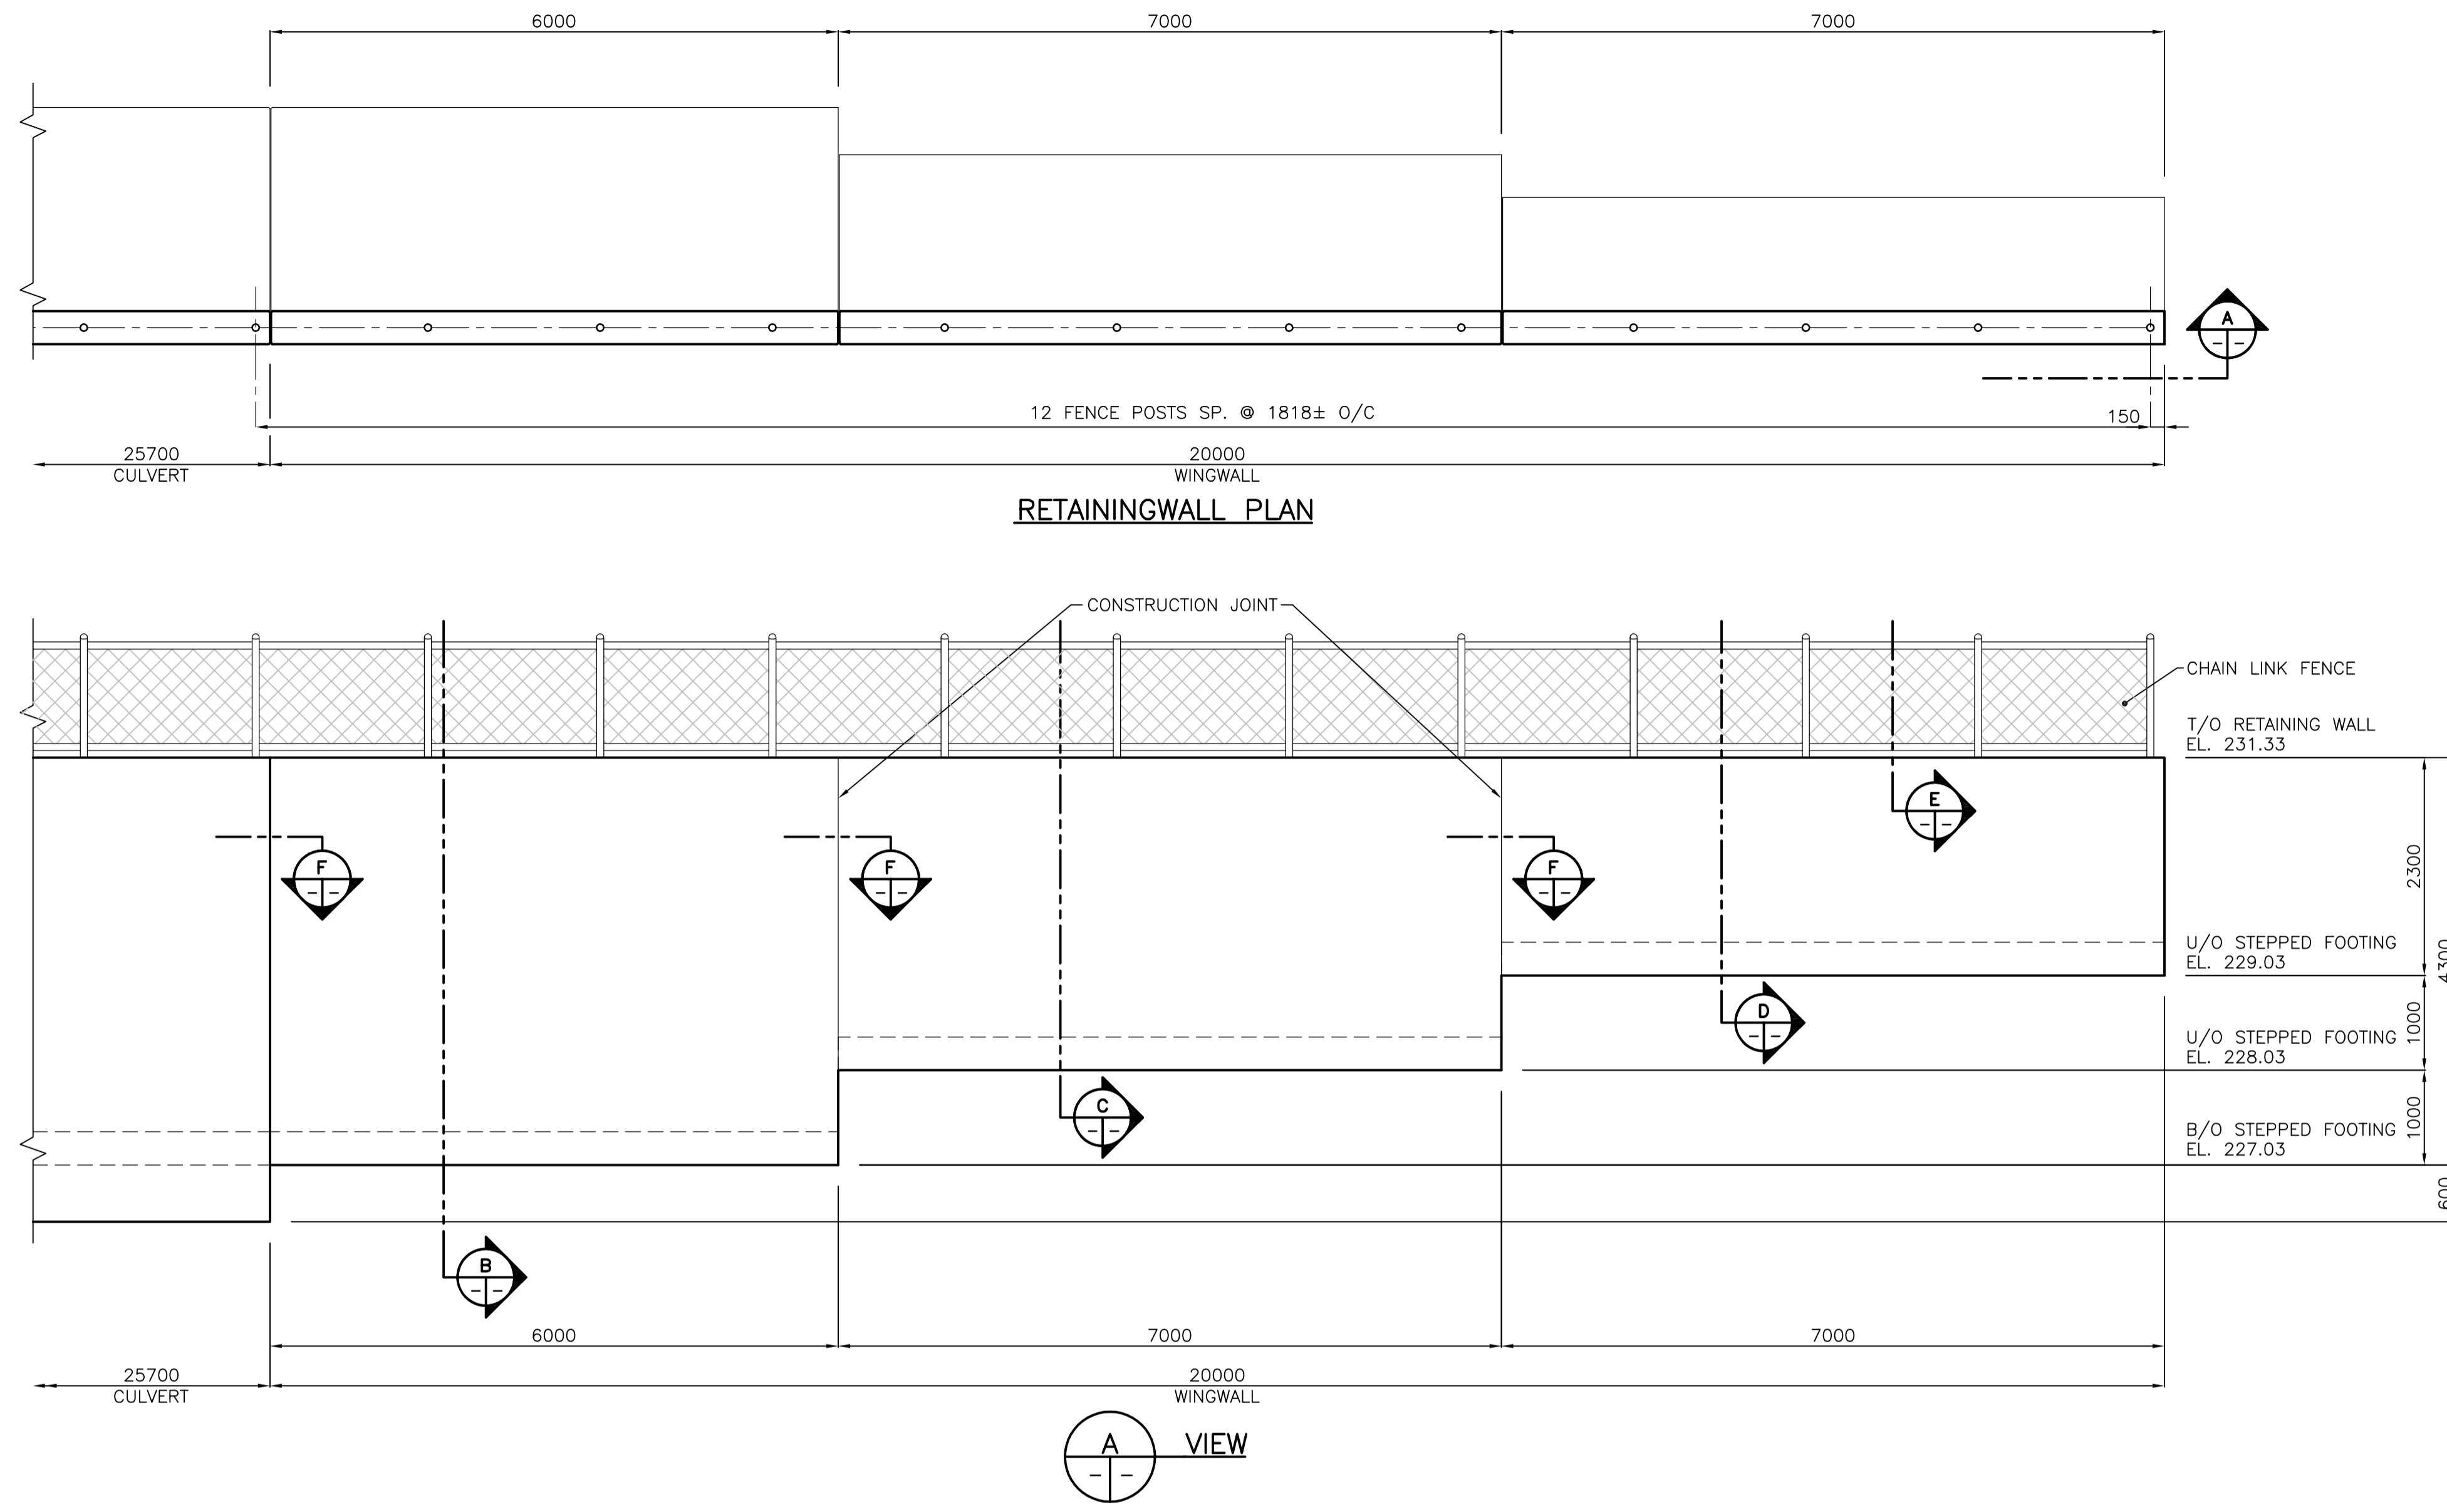 6000
7000
7000
A
- -
12 FENCE POSTS SP. @ 1818± O/C
150
25700
CULVERT
20000
WINGWALL
RETAININGWALL PLAN
CONSTRUCTION JOINT
CHAIN LINK FENCE
T/O RETAINING WALL
EL. 231.33
E
- -
F
- -
F
- -
F
- -
2300
U/O STEPPED FOOTING
EL. 229.03
4300
D
- -
1000
U/O STEPPED FOOTING
EL. 228.03
C
- -
1000
B/O STEPPED FOOTING
EL. 227.03
600
B
- -
6000
7000
7000
25700
CULVERT
20000
WINGWALL
A
- -
VIEW